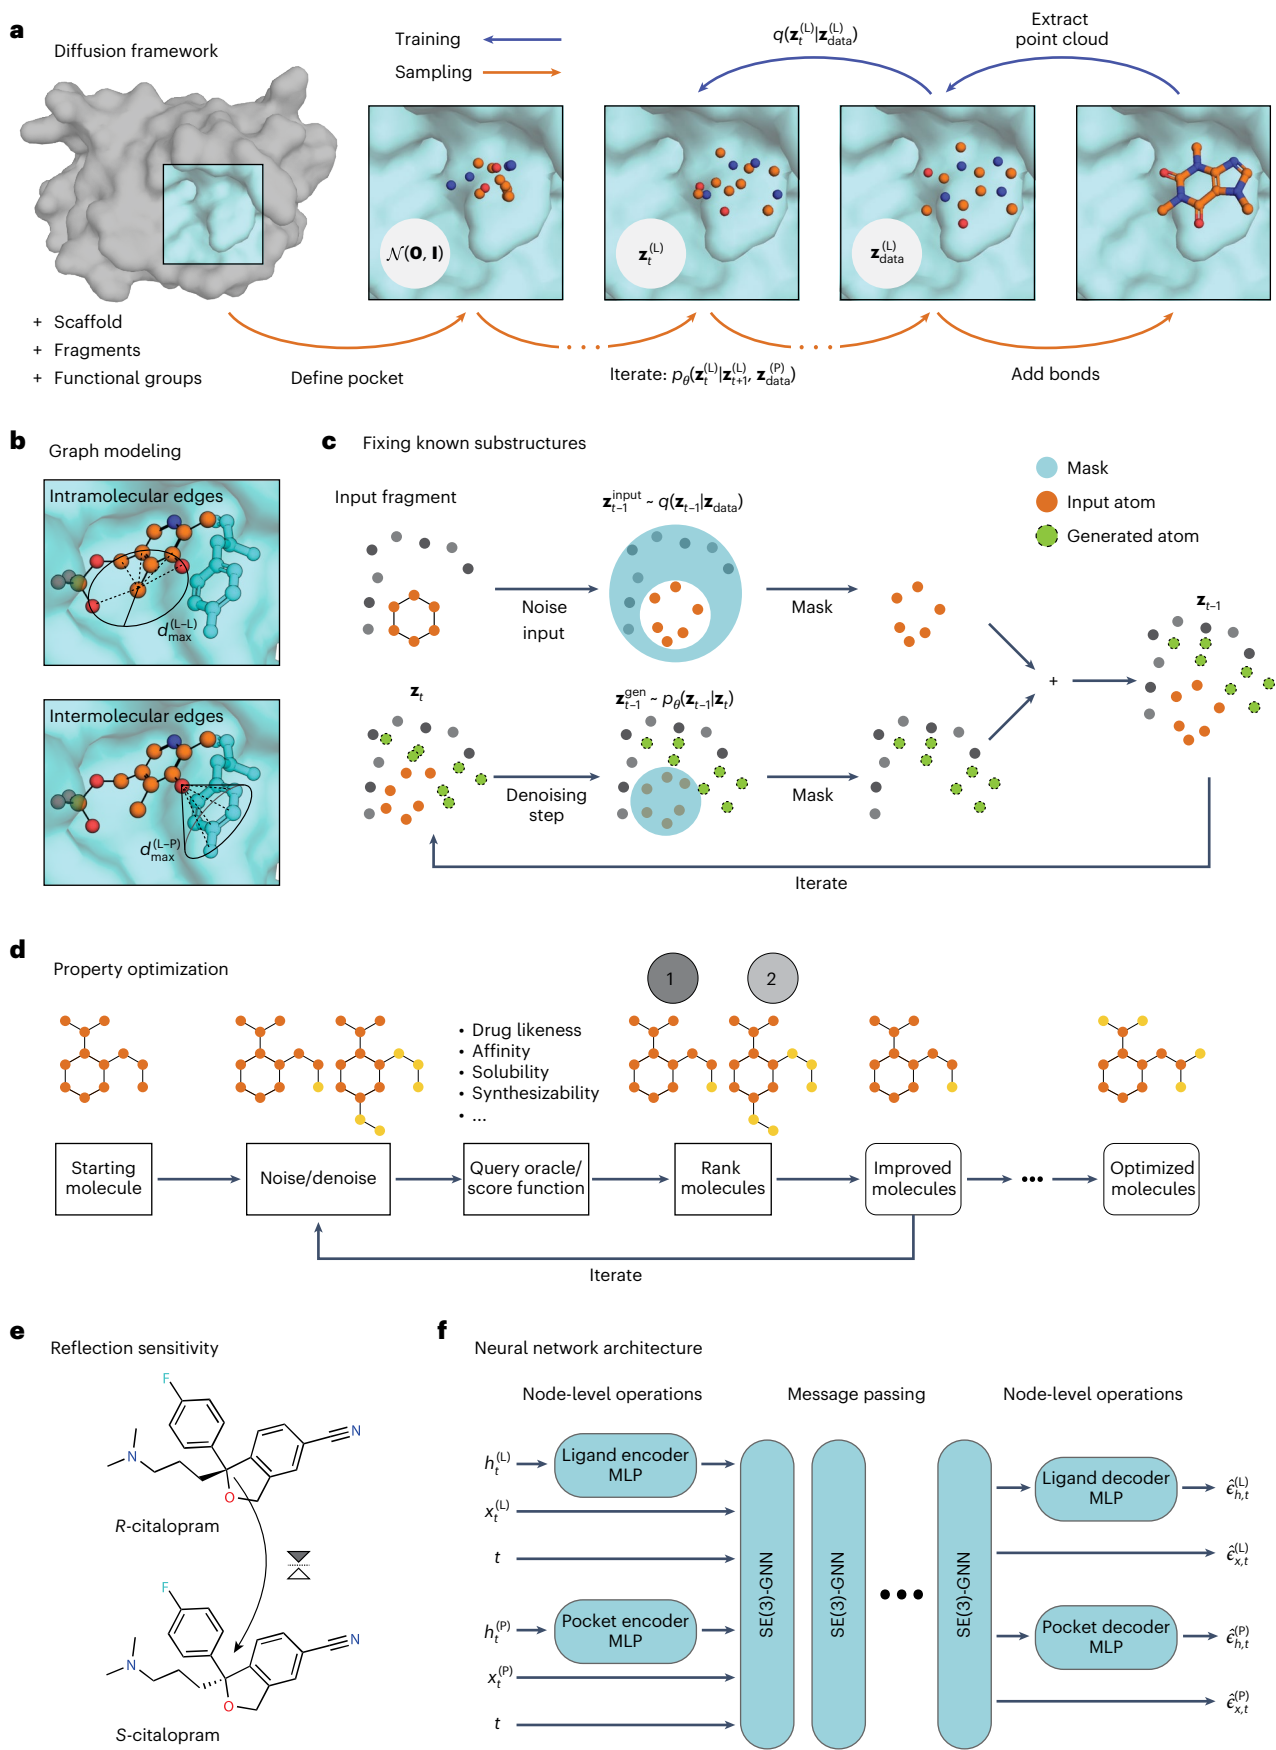 a
Diffusion framework
Training
Sampling
q(z_t^(L)|z_data^(L))
Extract
point cloud
𝒩(0, I)
z_t^(L)
z_data^(L)
+ Scaffold
+ Fragments
+ Functional groups
Define pocket
Iterate: p_θ(z_t^(L)|z_t+1^(L), z_data^(P))
Add bonds
b
Graph modeling
Intramolecular edges
d_max^(L–L)
Intermolecular edges
d_max^(L–P)
c
Fixing known substructures
Mask
Input atom
Generated atom
Input fragment
z_t–1^input ~ q(z_t–1|z_data)
Noise
input
Mask
z_t–1
+
z_t
z_t–1^gen ~ p_θ(z_t–1|z_t)
Denoising
step
Mask
Iterate
d
Property optimization
1
2
• Drug likeness
• Affinity
• Solubility
• Synthesizability
• ...
Starting
molecule
Noise/denoise
Query oracle/
score function
Rank
molecules
Improved
molecules
•••
Optimized
molecules
Iterate
e
Reflection sensitivity
F
N
N
O
R-citalopram
F
N
N
O
S-citalopram
f
Neural network architecture
Node-level operations
Message passing
Node-level operations
h_t^(L)
Ligand encoder
MLP
x_t^(L)
t
h_t^(P)
Pocket encoder
MLP
x_t^(P)
t
SE(3)-GNN
SE(3)-GNN
•••
SE(3)-GNN
Ligand decoder
MLP
ϵ̂_h,t^(L)
ϵ̂_x,t^(L)
Pocket decoder
MLP
ϵ̂_h,t^(P)
ϵ̂_x,t^(P)